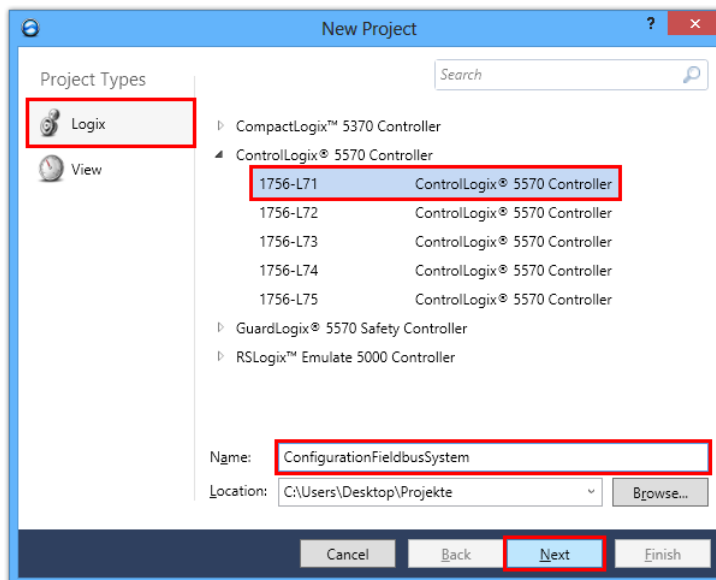 New Project
?
Project Types
Search
Logix
View
CompactLogix™ 5370 Controller
ControlLogix® 5570 Controller
1756-L71 ControlLogix® 5570 Controller
1756-L72 ControlLogix® 5570 Controller
1756-L73 ControlLogix® 5570 Controller
1756-L74 ControlLogix® 5570 Controller
1756-L75 ControlLogix® 5570 Controller
GuardLogix® 5570 Safety Controller
RSLogix™ Emulate 5000 Controller
Name: ConfigurationFieldbusSystem
Location: C:\Users\Desktop\Projekte Browse...
Cancel Back Next Finish